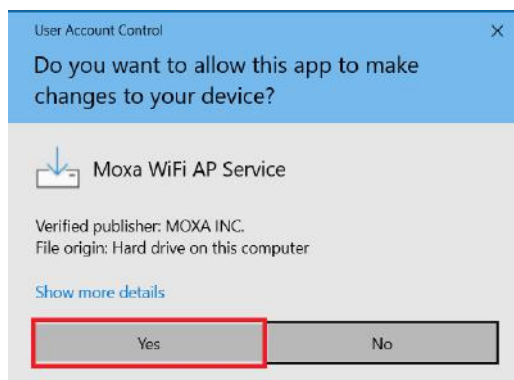 User Account Control
Do you want to allow this app to make
changes to your device?
Moxa WiFi AP Service
Verified publisher: MOXA INC.
File origin: Hard drive on this computer
Show more details
Yes
No